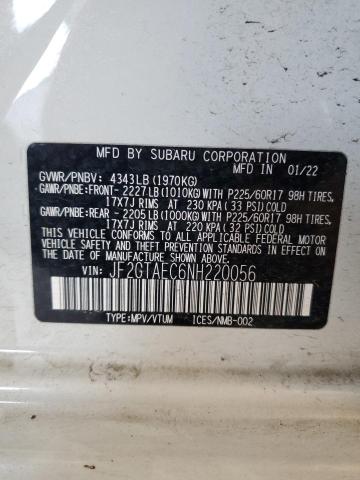 MFD BY SUBARU CORPORATION
MFD IN 01/22
GVWR/PNBV: 4343LB (1970KG)
GAWR/PNBE:FRONT- 2227LB (1010KG) WITH P225/60R17 98H TIRES,
17X7J RIMS AT 230 KPA (33 PSI) COLD
GAWR/PNBE:REAR - 2205LB (1000KG) WITH P225/60R17 98H TIRES,
17X7J RIMS AT 220 KPA (32 PSI) COLD
THIS VEHICLE CONFORMS TO ALL APPLICABLE FEDERAL MOTOR
VEHICLE SAFETY, BUMPER, AND THEFT PREVENTION STANDARDS
IN EFFECT ON THE DATE OF MANUFACTURE SHOWN ABOVE.
VIN: JF2GTAEC6NH220056
TYPE:MPV/VTUM ICES/NMB-002